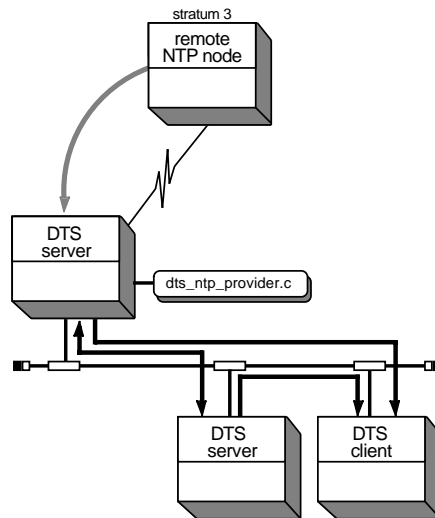 stratum 3
remote
NTP node
DTS
server
dts_ntp_provider.c
DTS
server
DTS
client